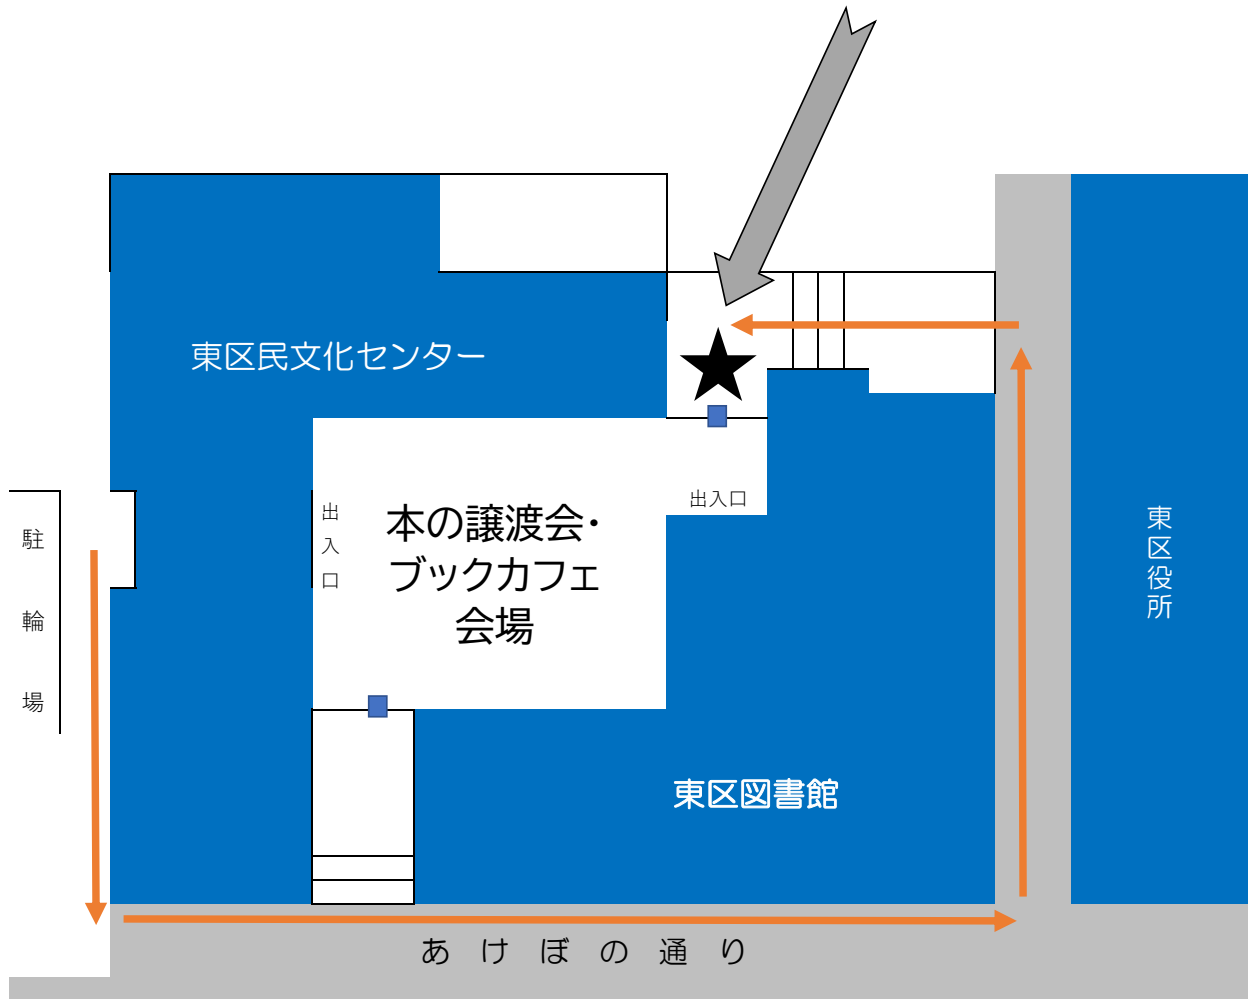 東区民文化センター
出入口
出入口
本の譲渡会・
ブックカフェ
会場
駐輪場
東区役所
東区図書館
あけぼの通り